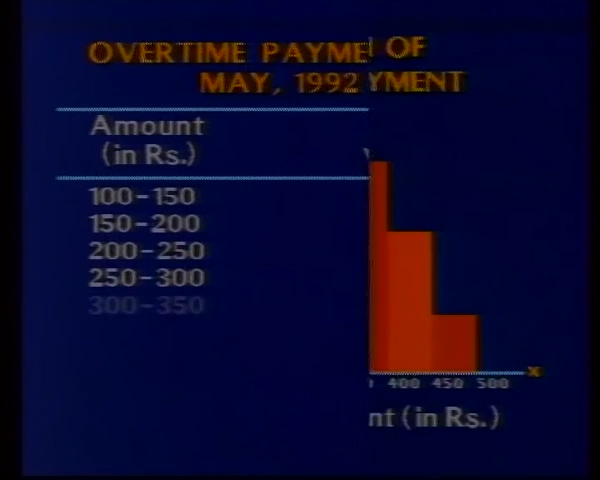 OVERTIME PAYME OF
MAY, 1992 YMENT
Amount
(in Rs.)
100-150
150-200
200-250
250-300
300-350
400 450 500
x
nt (in Rs.)